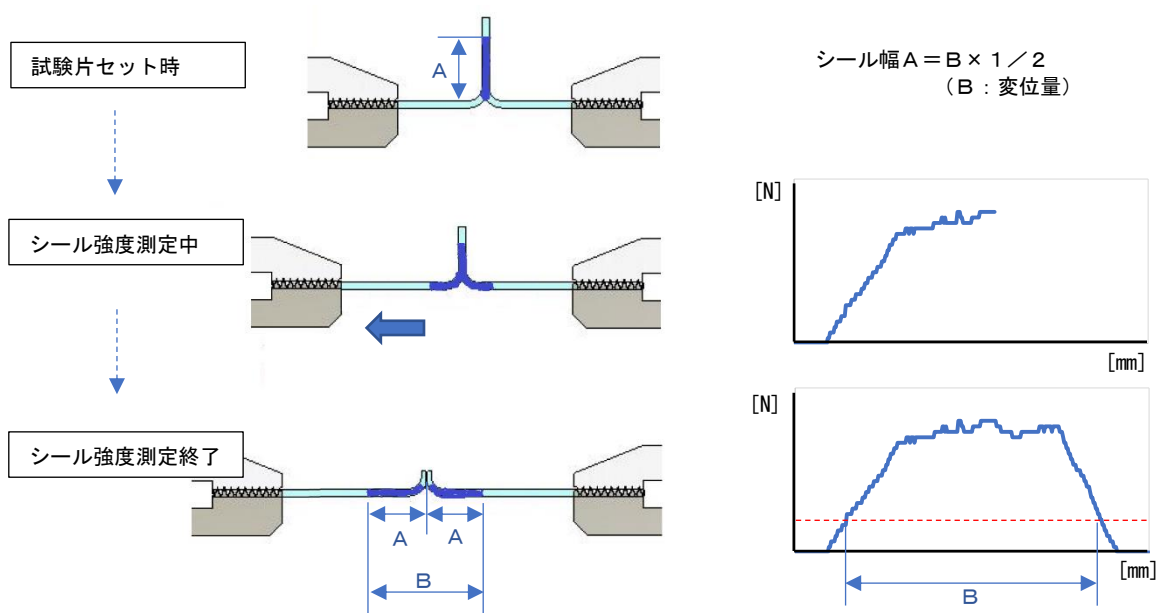 試験片セット時
A
シール幅A＝B×１／２
（B：変位量）
[N]
[mm]
シール強度測定中
[N]
[mm]
シール強度測定終了
A
A
B
B